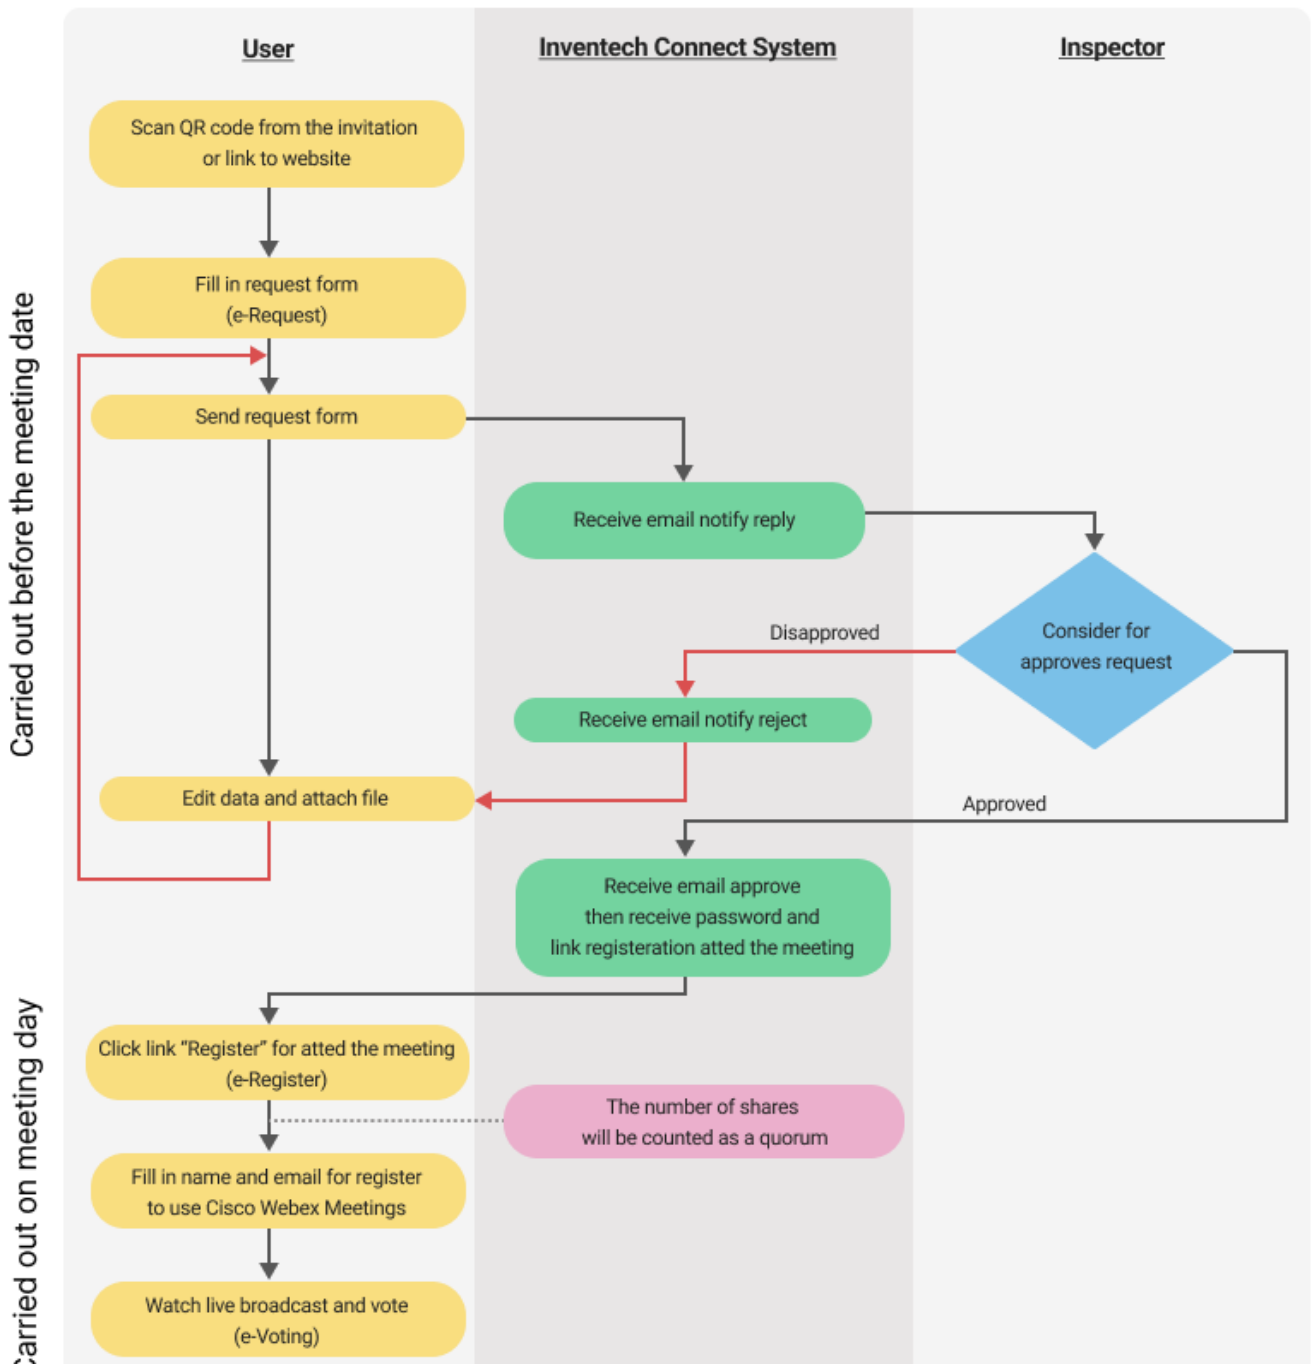 User
Inventech Connect System
Inspector
Scan QR code from the invitation
or link to website
Fill in request form
(e-Request)
Send request form
Receive email notify reply
Consider for
approves request
Disapproved
Receive email notify reject
Edit data and attach file
Approved
Receive email approve
then receive password and
link registeration atted the meeting
Carried out before the meeting date
Click link “Register” for atted the meeting
(e-Register)
The number of shares
will be counted as a quorum
Fill in name and email for register
to use Cisco Webex Meetings
Watch live broadcast and vote
(e-Voting)
Carried out on meeting day